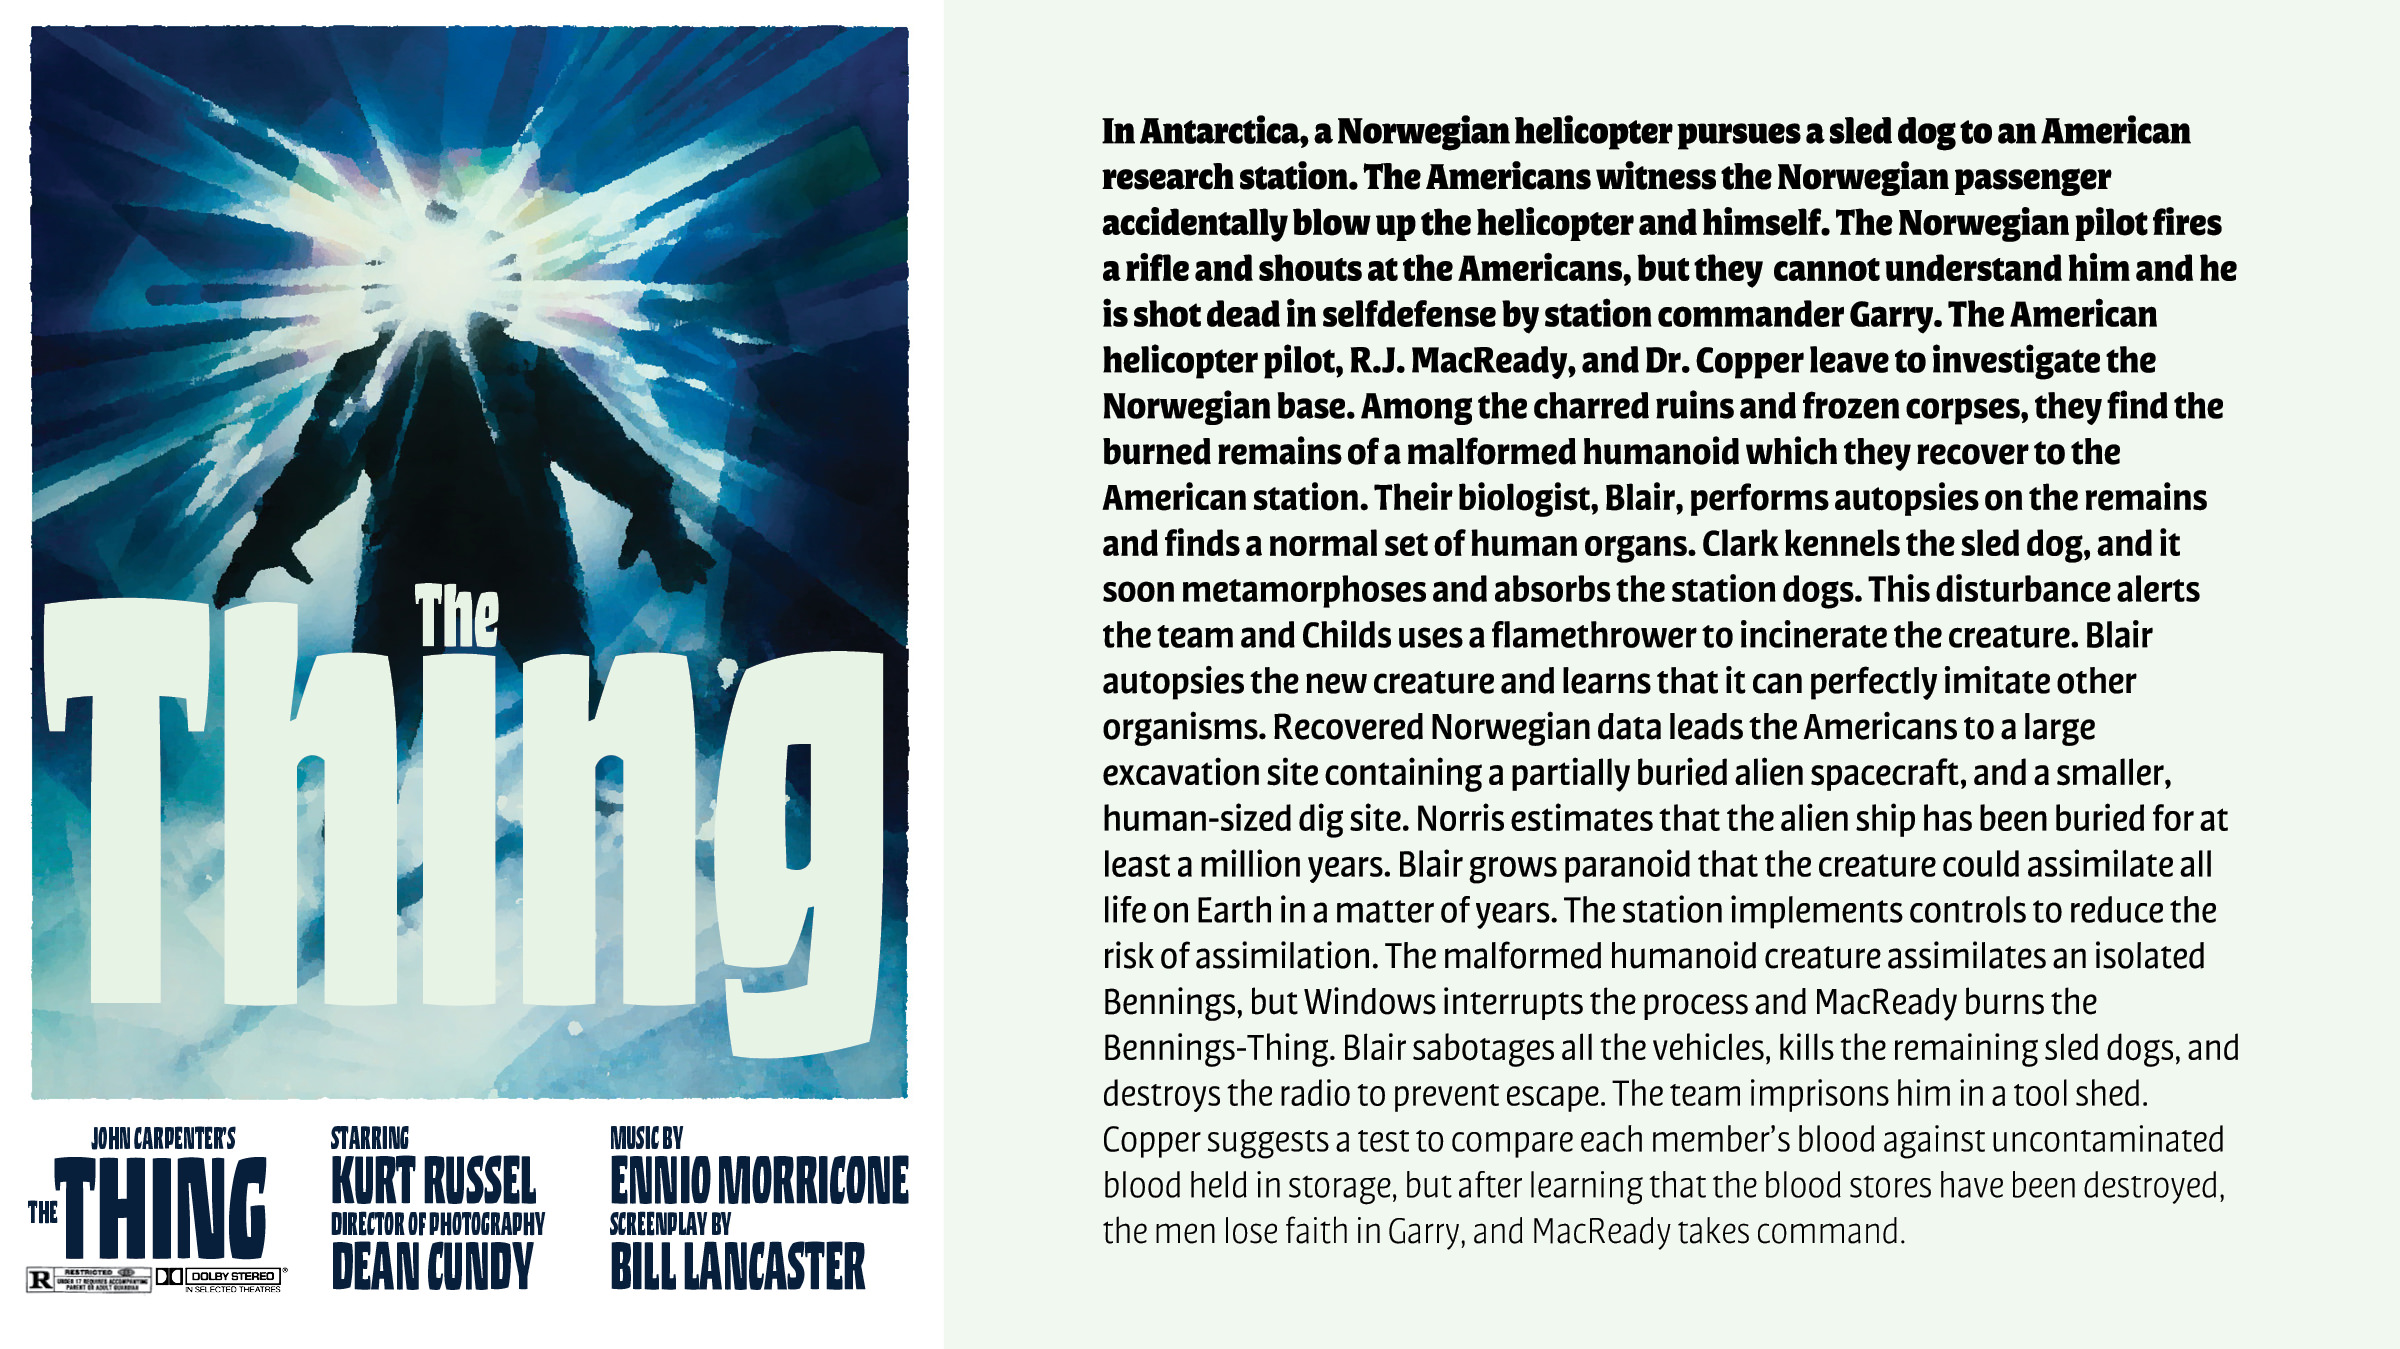 The
Thing
JOHN CARPENTER'S
THE THING
R RESTRICTED
UNDER 17 REQUIRES ACCOMPANYING
PARENT OR ADULT GUARDIAN
DOLBY STEREO®
IN SELECTED THEATRES
STARRING
KURT RUSSEL
DIRECTOR OF PHOTOGRAPHY
DEAN CUNDY
MUSIC BY
ENNIO MORRICONE
SCREENPLAY BY
BILL LANCASTER
In Antarctica, a Norwegian helicopter pursues a sled dog to an American
research station. The Americans witness the Norwegian passenger
accidentally blow up the helicopter and himself. The Norwegian pilot fires
a rifle and shouts at the Americans, but they cannot understand him and he
is shot dead in selfdefense by station commander Garry. The American
helicopter pilot, R.J. MacReady, and Dr. Copper leave to investigate the
Norwegian base. Among the charred ruins and frozen corpses, they find the
burned remains of a malformed humanoid which they recover to the
American station. Their biologist, Blair, performs autopsies on the remains
and finds a normal set of human organs. Clark kennels the sled dog, and it
soon metamorphoses and absorbs the station dogs. This disturbance alerts
the team and Childs uses a flamethrower to incinerate the creature. Blair
autopsies the new creature and learns that it can perfectly imitate other
organisms. Recovered Norwegian data leads the Americans to a large
excavation site containing a partially buried alien spacecraft, and a smaller,
human-sized dig site. Norris estimates that the alien ship has been buried for at
least a million years. Blair grows paranoid that the creature could assimilate all
life on Earth in a matter of years. The station implements controls to reduce the
risk of assimilation. The malformed humanoid creature assimilates an isolated
Bennings, but Windows interrupts the process and MacReady burns the
Bennings-Thing. Blair sabotages all the vehicles, kills the remaining sled dogs, and
destroys the radio to prevent escape. The team imprisons him in a tool shed.
Copper suggests a test to compare each member’s blood against uncontaminated
blood held in storage, but after learning that the blood stores have been destroyed,
the men lose faith in Garry, and MacReady takes command.